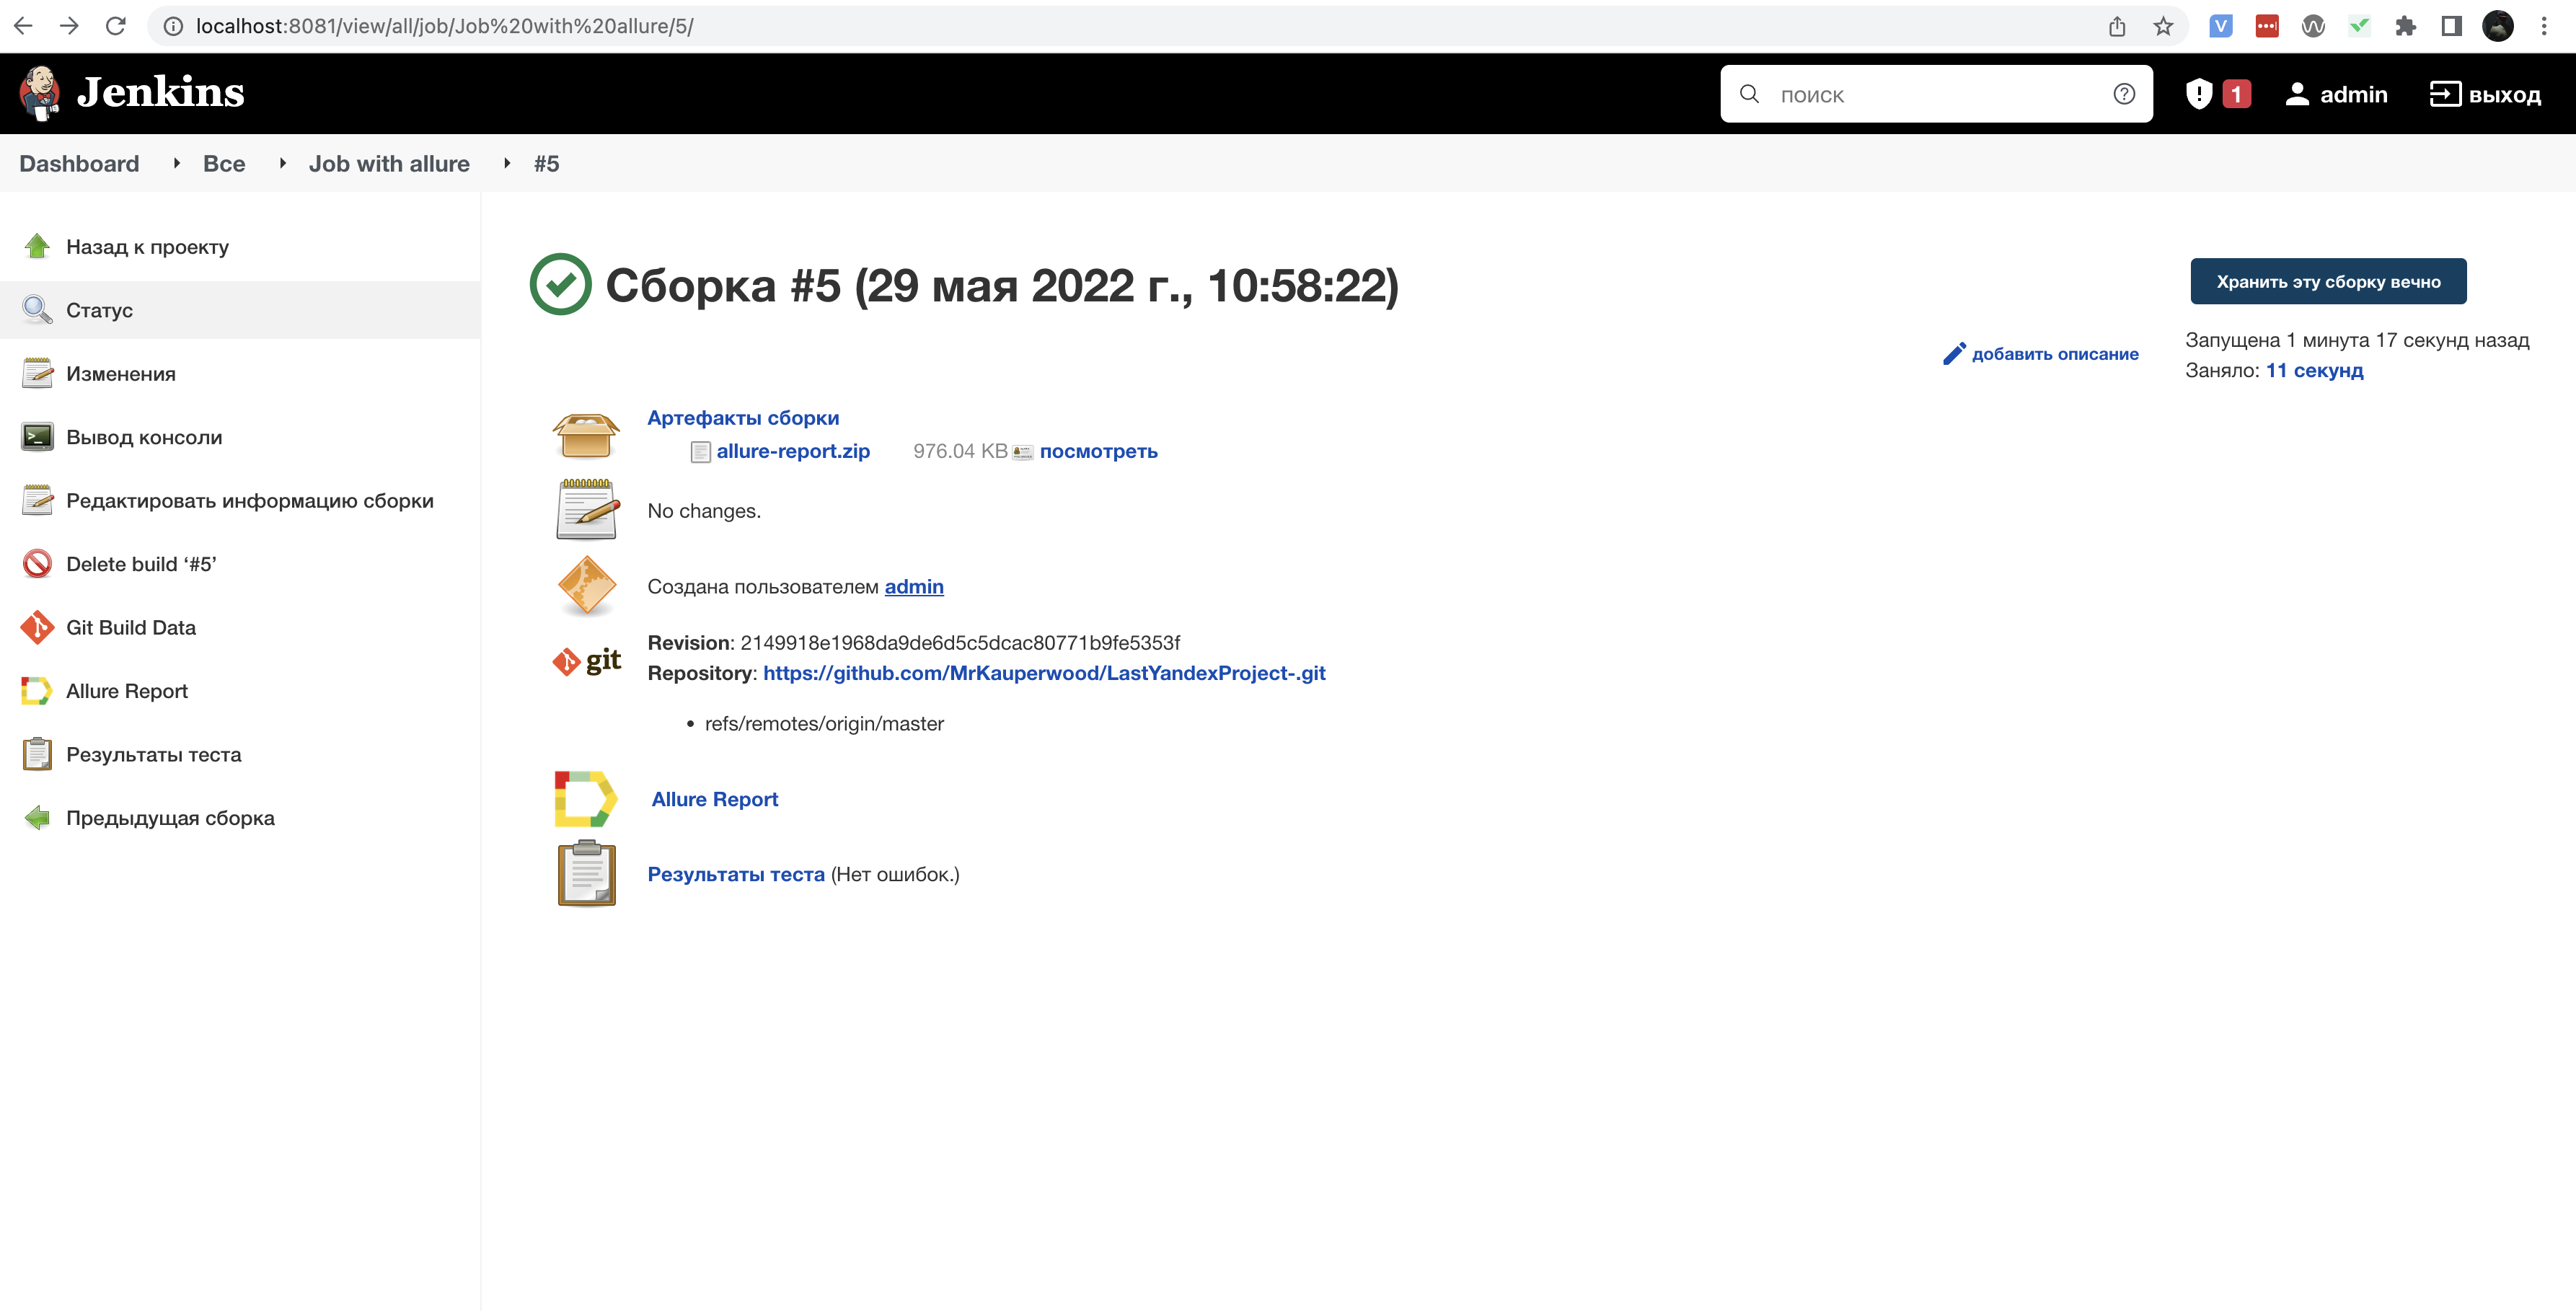 localhost:8081/view/all/job/Job%20with%20allure/5/
Jenkins
поиск
1
admin
выход
Dashboard
Все
Job with allure
#5
Назад к проекту
Статус
Изменения
Вывод консоли
Редактировать информацию сборки
Delete build ‘#5’
Git Build Data
Allure Report
Результаты теста
Предыдущая сборка
Сборка #5 (29 мая 2022 г., 10:58:22)
Хранить эту сборку вечно
добавить описание
Запущена 1 минута 17 секунд назад
Заняло: 11 секунд
Артефакты сборки
allure-report.zip 976.04 KB посмотреть
No changes.
Создана пользователем admin
git
Revision: 2149918e1968da9de6d5c5dcac80771b9fe5353f
Repository: https://github.com/MrKauperwood/LastYandexProject-.git
• refs/remotes/origin/master
Allure Report
Результаты теста (Нет ошибок.)